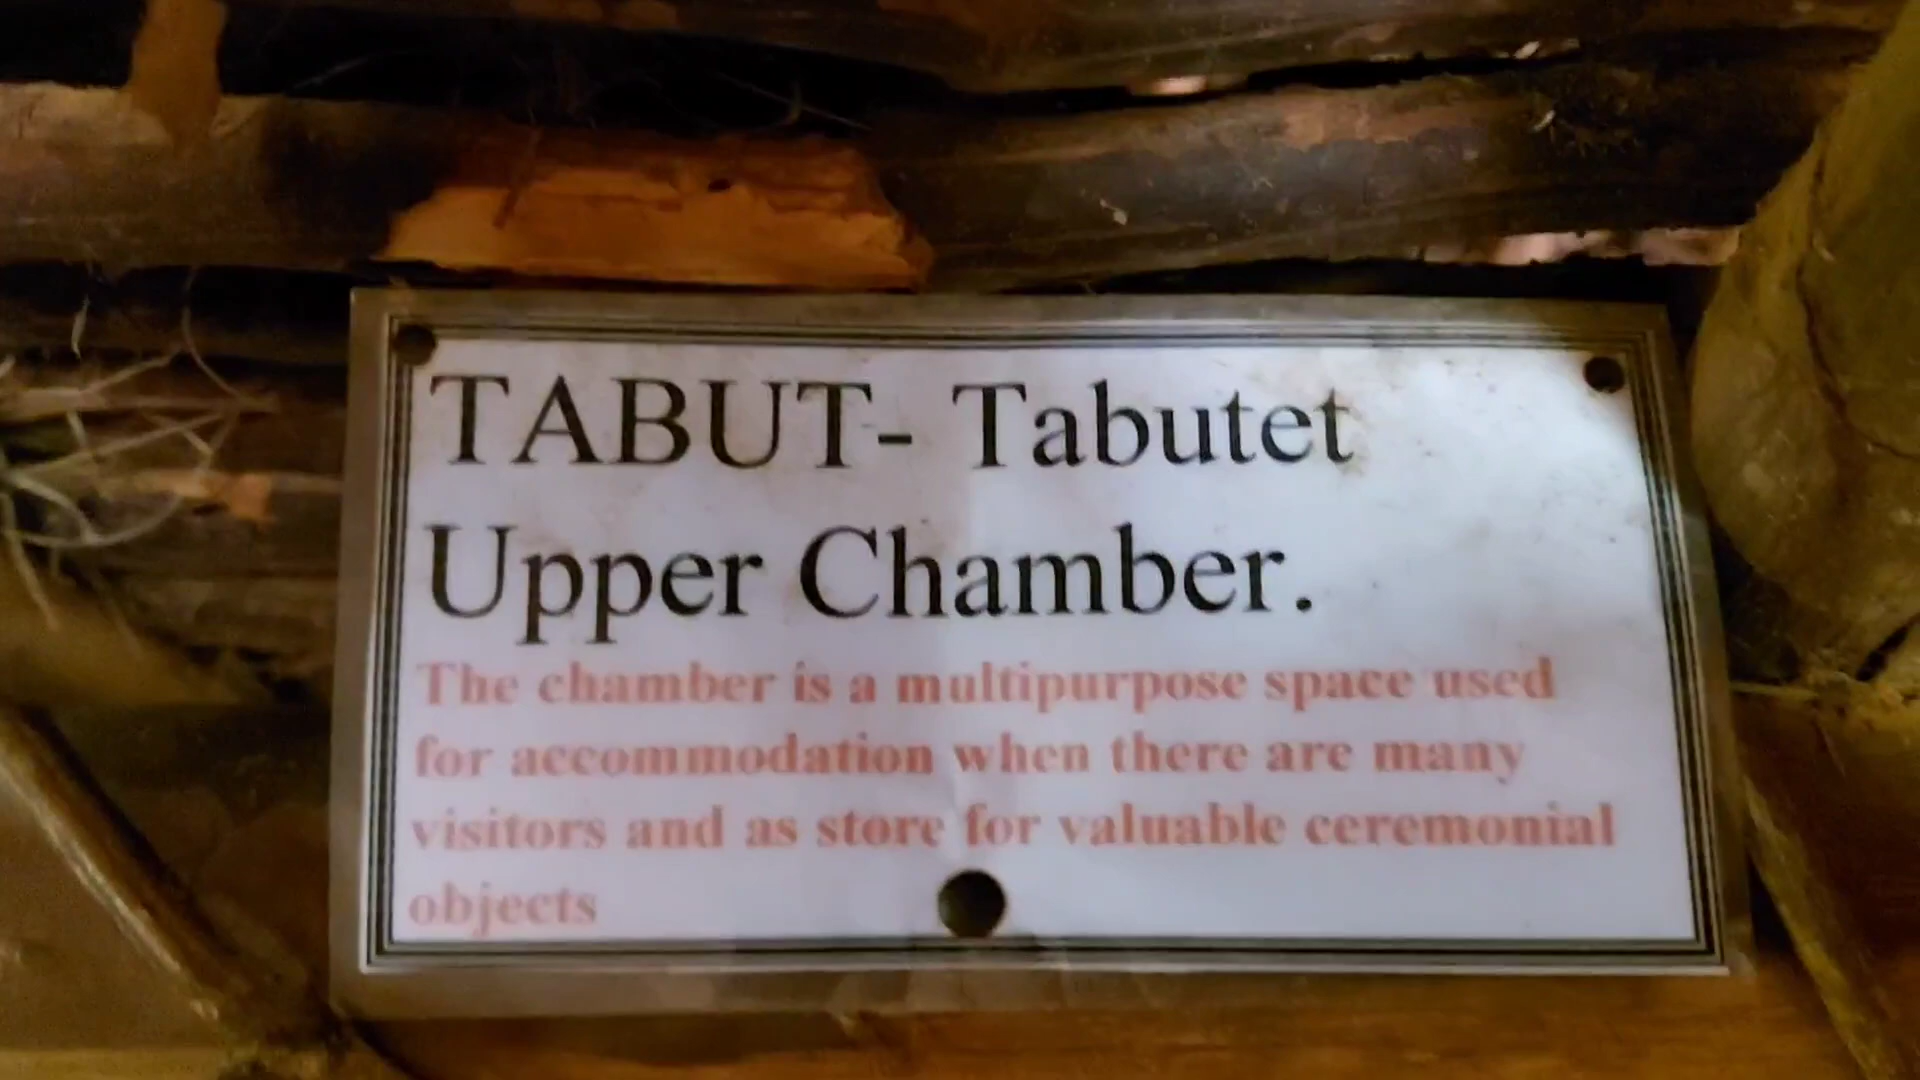 TABUT- Tabutet
Upper Chamber.
The chamber is a multipurpose space used
for accommodation when there are many
visitors and as store for valuable ceremonial
objects